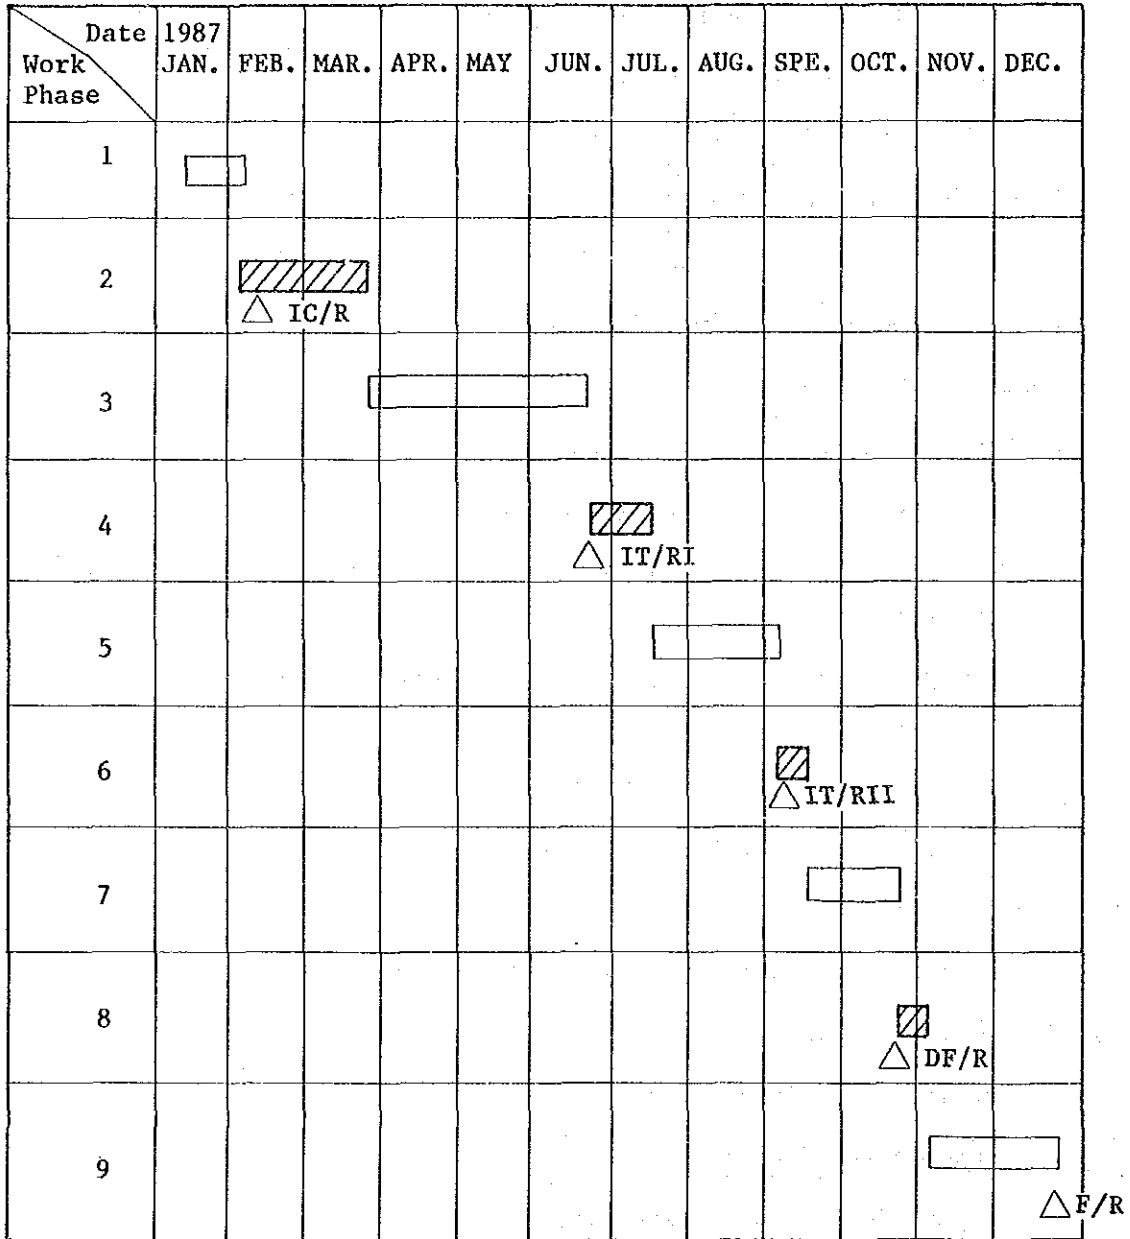 Date
Work
Phase
1987
JAN. FEB. MAR. APR. MAY JUN. JUL. AUG. SPE. OCT. NOV. DEC.
1
2
IC/R
3
4
IT/RI
5
6
IT/RII
7
8
DF/R
9
F/R